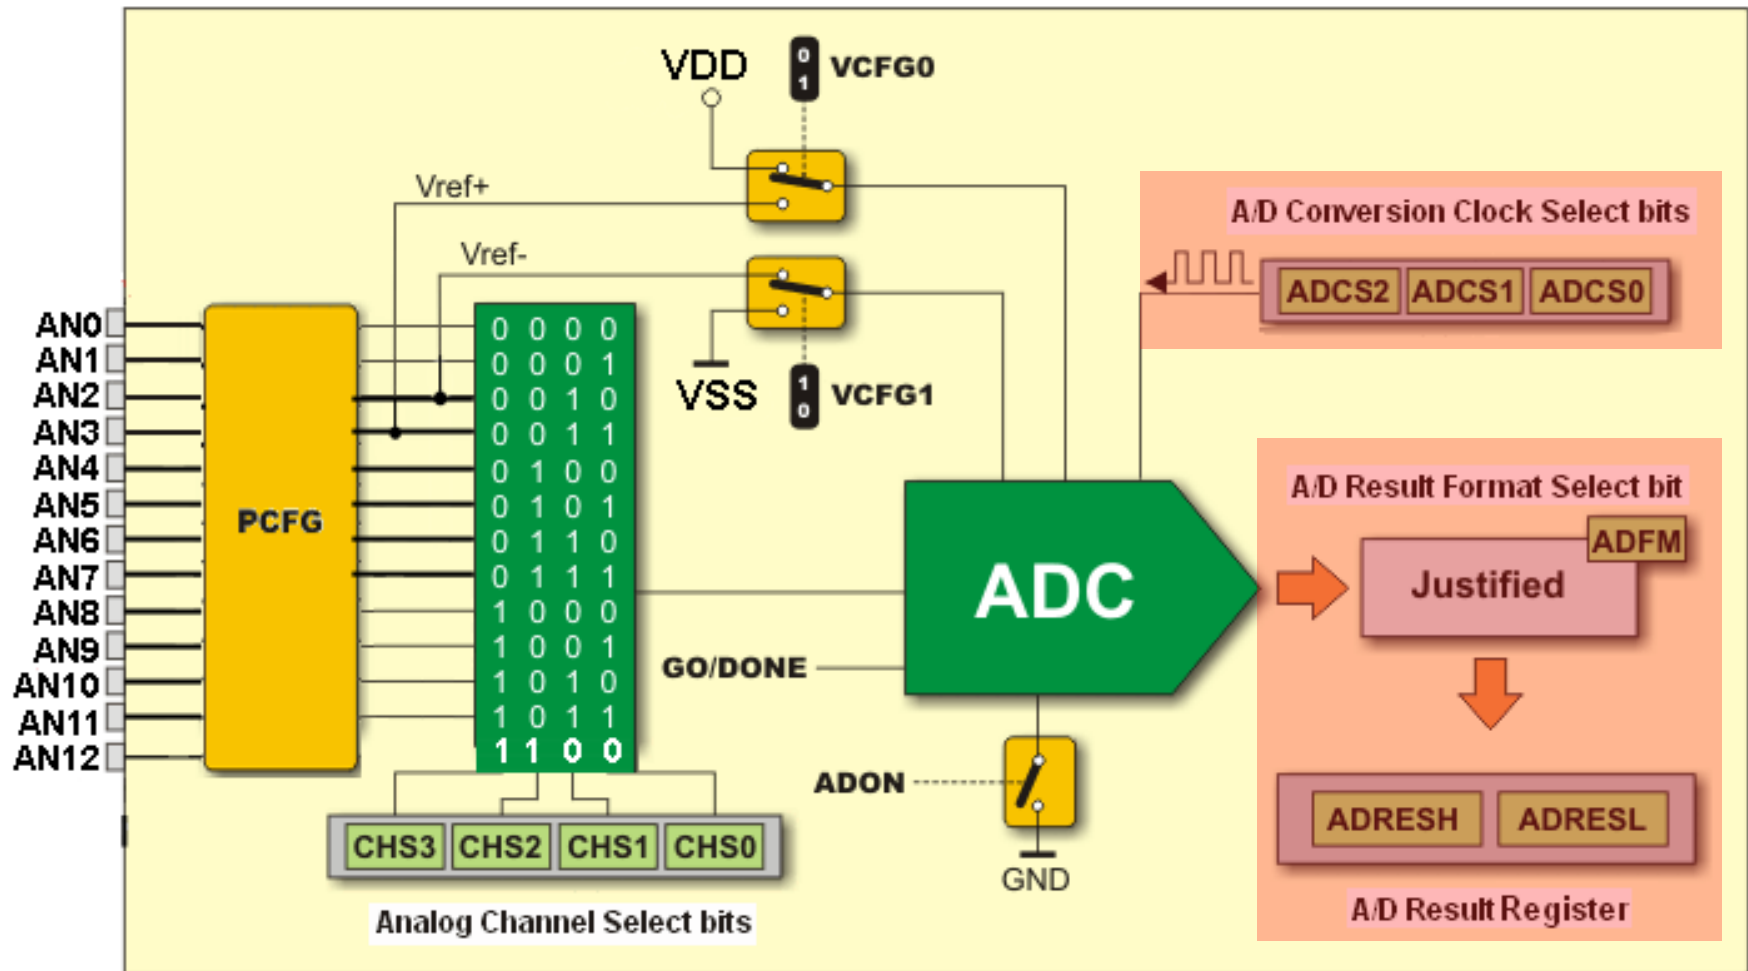 VDD
0
1
VCFG0
Vref+
Vref-
VSS
1
0
VCFG1
A/D Conversion Clock Select bits
ADCS2 ADCS1 ADCS0
AN0
AN1
AN2
AN3
AN4
AN5
AN6
AN7
AN8
AN9
AN10
AN11
AN12
PCFG
0 0 0 0
0 0 0 1
0 0 1 0
0 0 1 1
0 1 0 0
0 1 0 1
0 1 1 0
0 1 1 1
1 0 0 0
1 0 0 1
1 0 1 0
1 0 1 1
1 1 0 0
CHS3 CHS2 CHS1 CHS0
Analog Channel Select bits
ADC
GO/DONE
ADON
GND
A/D Result Format Select bit
ADFM
Justified
ADRESH ADRESL
A/D Result Register